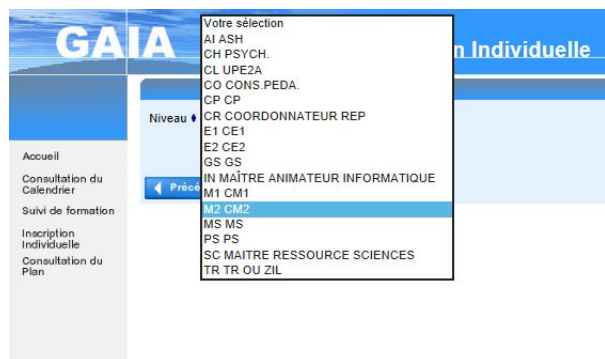 GAIA
n Individuelle
Votre sélection
AI ASH
CH PSYCH.
CL UPE2A
CO CONS.PEDA.
CP CP
CR COORDONNATEUR REP
E1 CE1
E2 CE2
GS GS
IN MAÎTRE ANIMATEUR INFORMATIQUE
M1 CM1
M2 CM2
MS MS
PS PS
SC MAITRE RESSOURCE SCIENCES
TR TR OU ZIL
Niveau
Précé
Accueil
Consultation du
Calendrier
Suivi de formation
Inscription
Individuelle
Consultation du
Plan